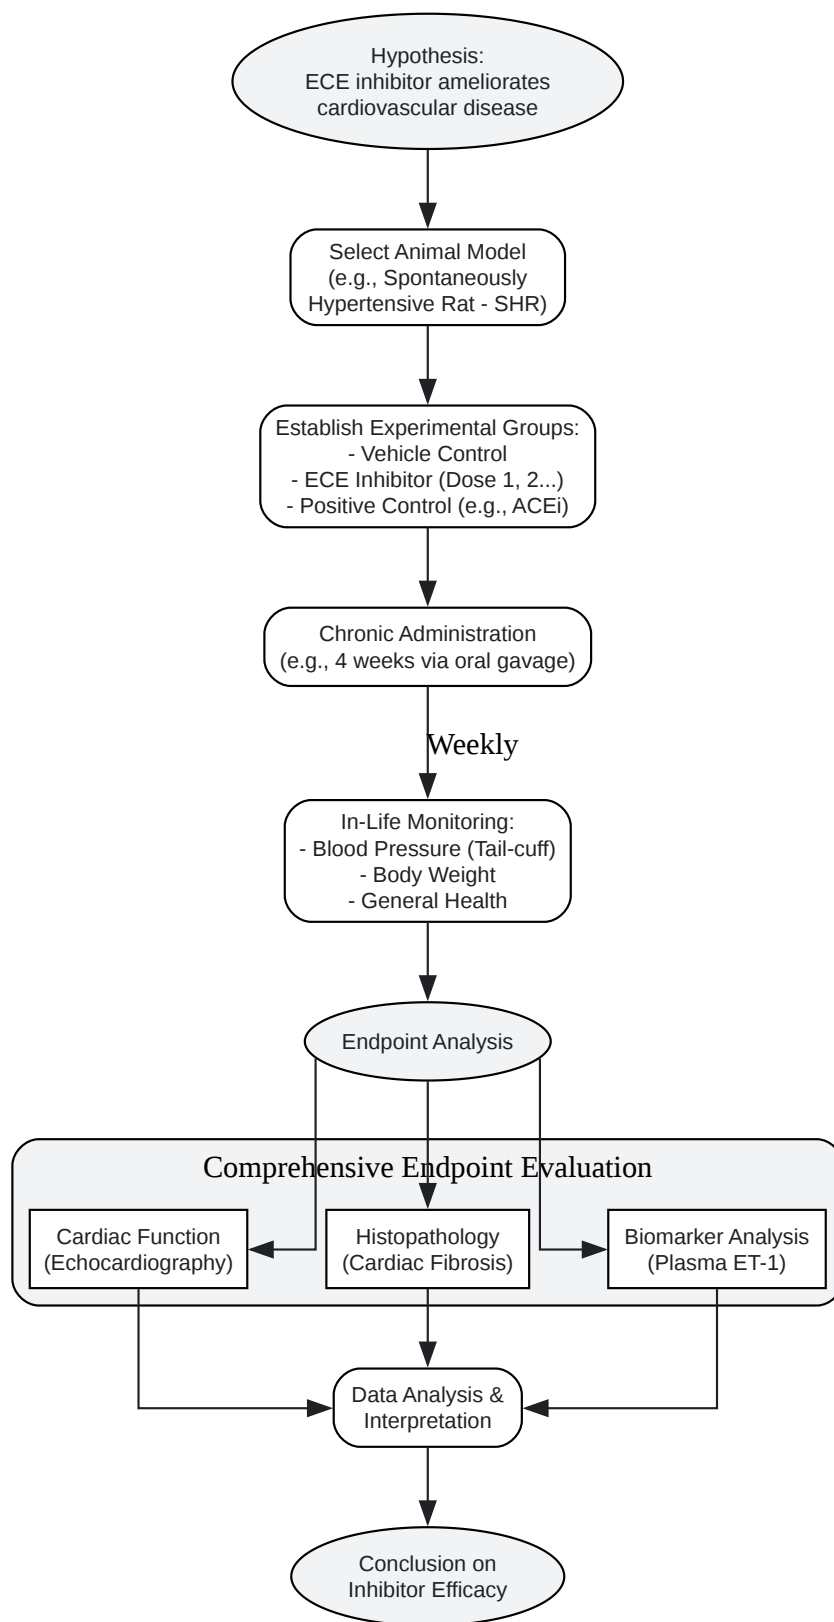 Hypothesis:
ECE inhibitor ameliorates
cardiovascular disease
Select Animal Model
(e.g., Spontaneously
Hypertensive Rat - SHR)
Establish Experimental Groups:
- Vehicle Control
- ECE Inhibitor (Dose 1, 2...)
- Positive Control (e.g., ACEi)
Chronic Administration
(e.g., 4 weeks via oral gavage)
Weekly
In-Life Monitoring:
- Blood Pressure (Tail-cuff)
- Body Weight
- General Health
Endpoint Analysis
Comprehensive Endpoint Evaluation
Cardiac Function
(Echocardiography)
Histopathology
(Cardiac Fibrosis)
Biomarker Analysis
(Plasma ET-1)
Data Analysis &
Interpretation
Conclusion on
Inhibitor Efficacy